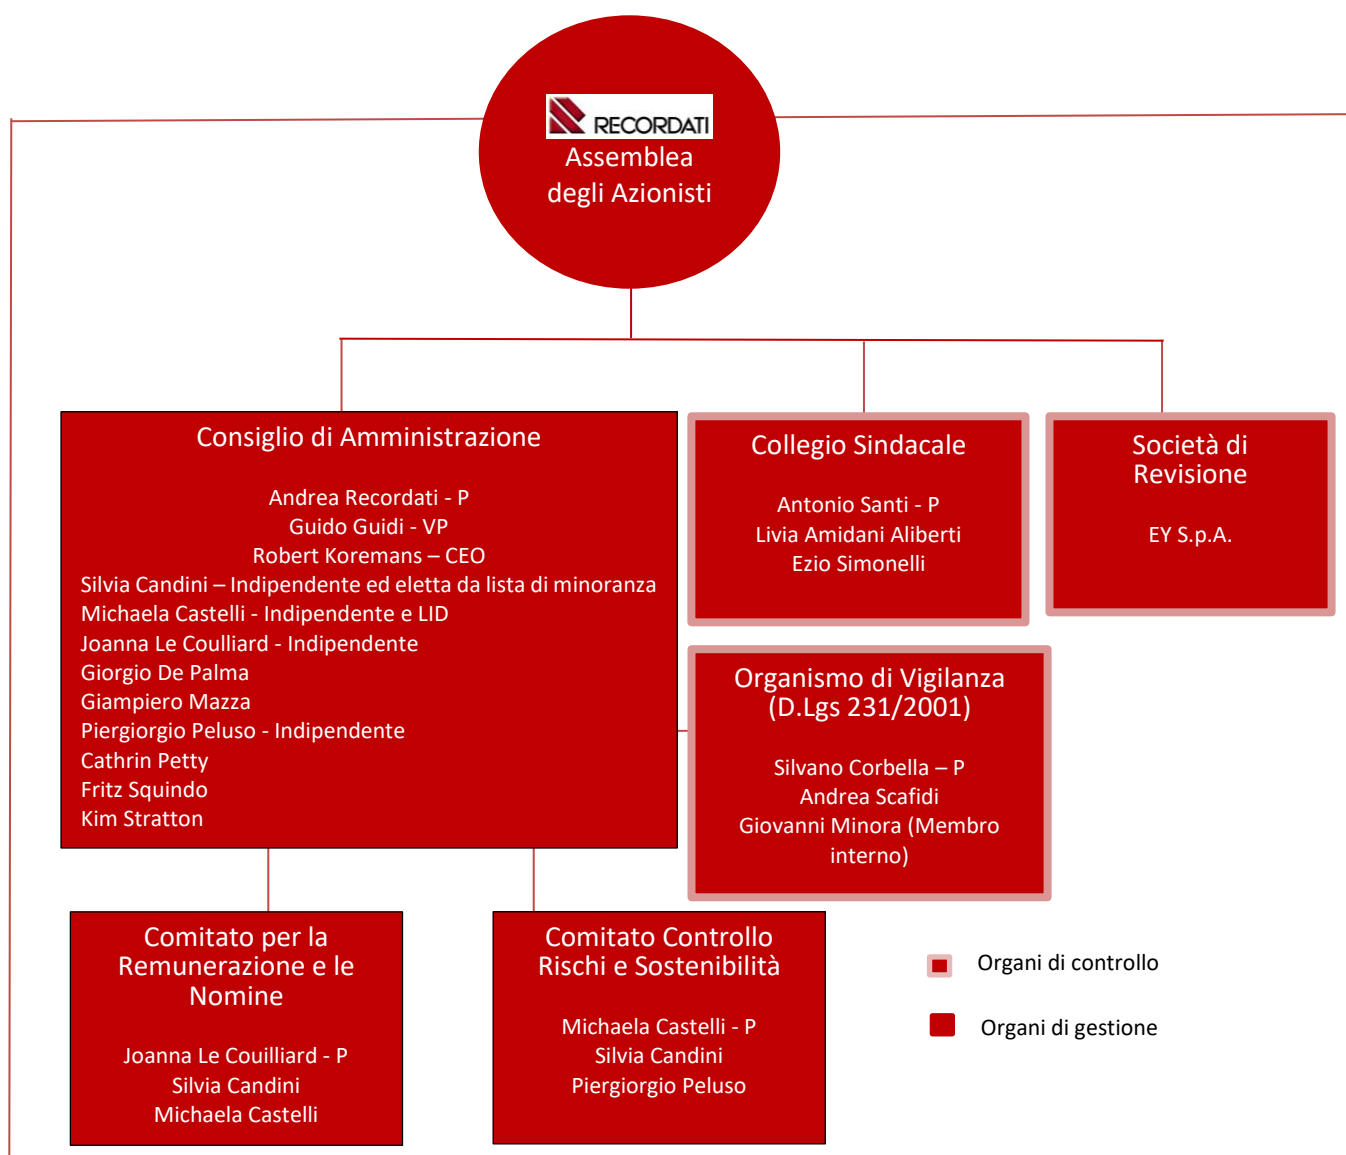 RECORDATI
Assemblea
degli Azionisti
Consiglio di Amministrazione
Andrea Recordati - P
Guido Guidi - VP
Robert Koremans – CEO
Silvia Candini – Indipendente ed eletta da lista di minoranza
Michaela Castelli - Indipendente e LID
Joanna Le Coulliard - Indipendente
Giorgio De Palma
Giampiero Mazza
Piergiorgio Peluso - Indipendente
Cathrin Petty
Fritz Squindo
Kim Stratton
Collegio Sindacale
Antonio Santi - P
Livia Amidani Aliberti
Ezio Simonelli
Società di
Revisione
EY S.p.A.
Organismo di Vigilanza
(D.Lgs 231/2001)
Silvano Corbella – P
Andrea Scafidi
Giovanni Minora (Membro
interno)
Comitato per la
Remunerazione e le
Nomine
Joanna Le Couilliard - P
Silvia Candini
Michaela Castelli
Comitato Controllo
Rischi e Sostenibilità
Michaela Castelli - P
Silvia Candini
Piergiorgio Peluso
Organi di controllo
Organi di gestione